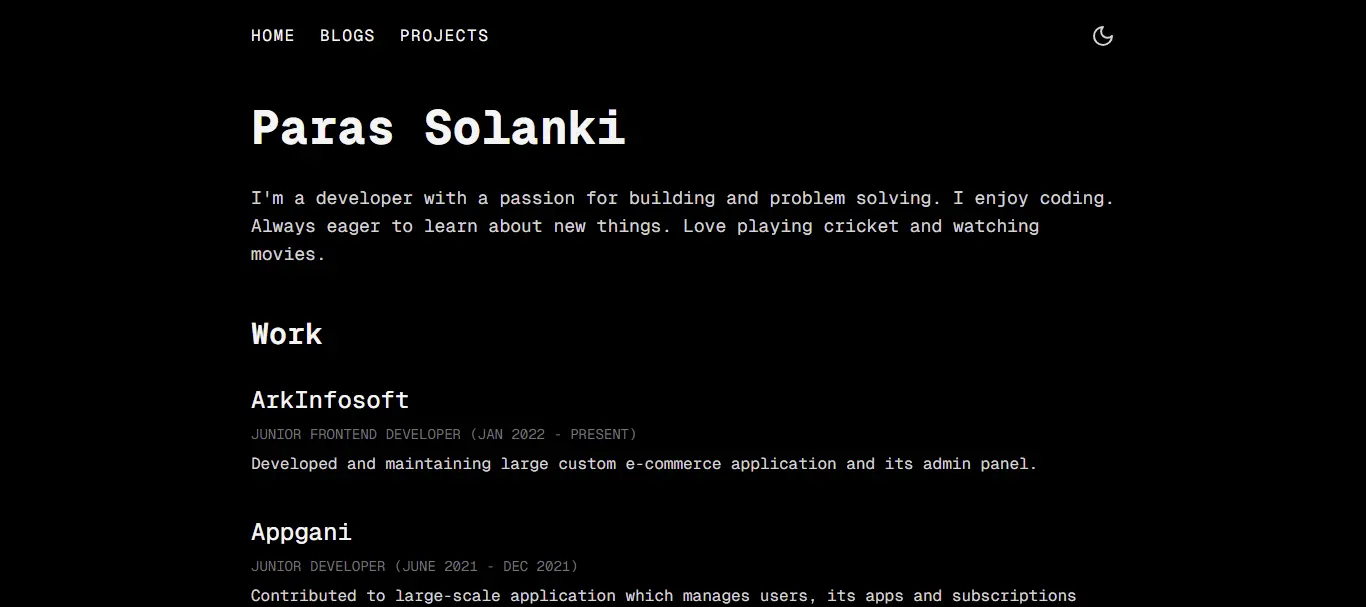 HOME BLOGS PROJECTS
Paras Solanki
I'm a developer with a passion for building and problem solving. I enjoy coding.
Always eager to learn about new things. Love playing cricket and watching
movies.
Work
ArkInfosoft
JUNIOR FRONTEND DEVELOPER (JAN 2022 - PRESENT)
Developed and maintaining large custom e-commerce application and its admin panel.
Appgani
JUNIOR DEVELOPER (JUNE 2021 - DEC 2021)
Contributed to large-scale application which manages users, its apps and subscriptions